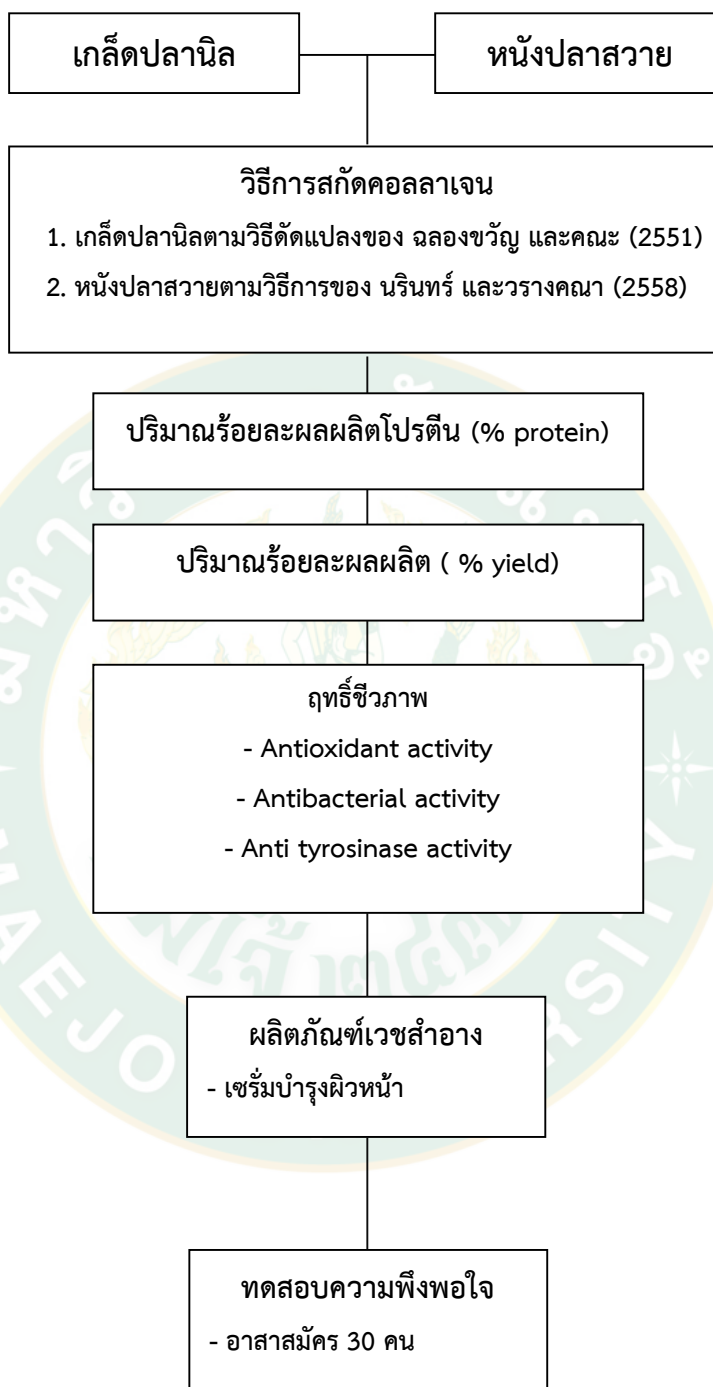 เกล็ดปลานิล
หนังปลาสวาย
วิธีการสกัดคอลลาเจน
1. เกล็ดปลานิลตามวิธีดัดแปลงของ ฉลองขวัญ และคณะ (2551)
2. หนังปลาสวายตามวิธีการของ นรินทร์ และวรางคณา (2558)
ปริมาณร้อยละผลผลิตโปรตีน (% protein)
ปริมาณร้อยละผลผลิต ( % yield)
ฤทธิ์ชีวภาพ
- Antioxidant activity
- Antibacterial activity
- Anti tyrosinase activity
ผลิตภัณฑ์เวชสำอาง
- เซรั่มบำรุงผิวหน้า
ทดสอบความพึงพอใจ
- อาสาสมัคร 30 คน